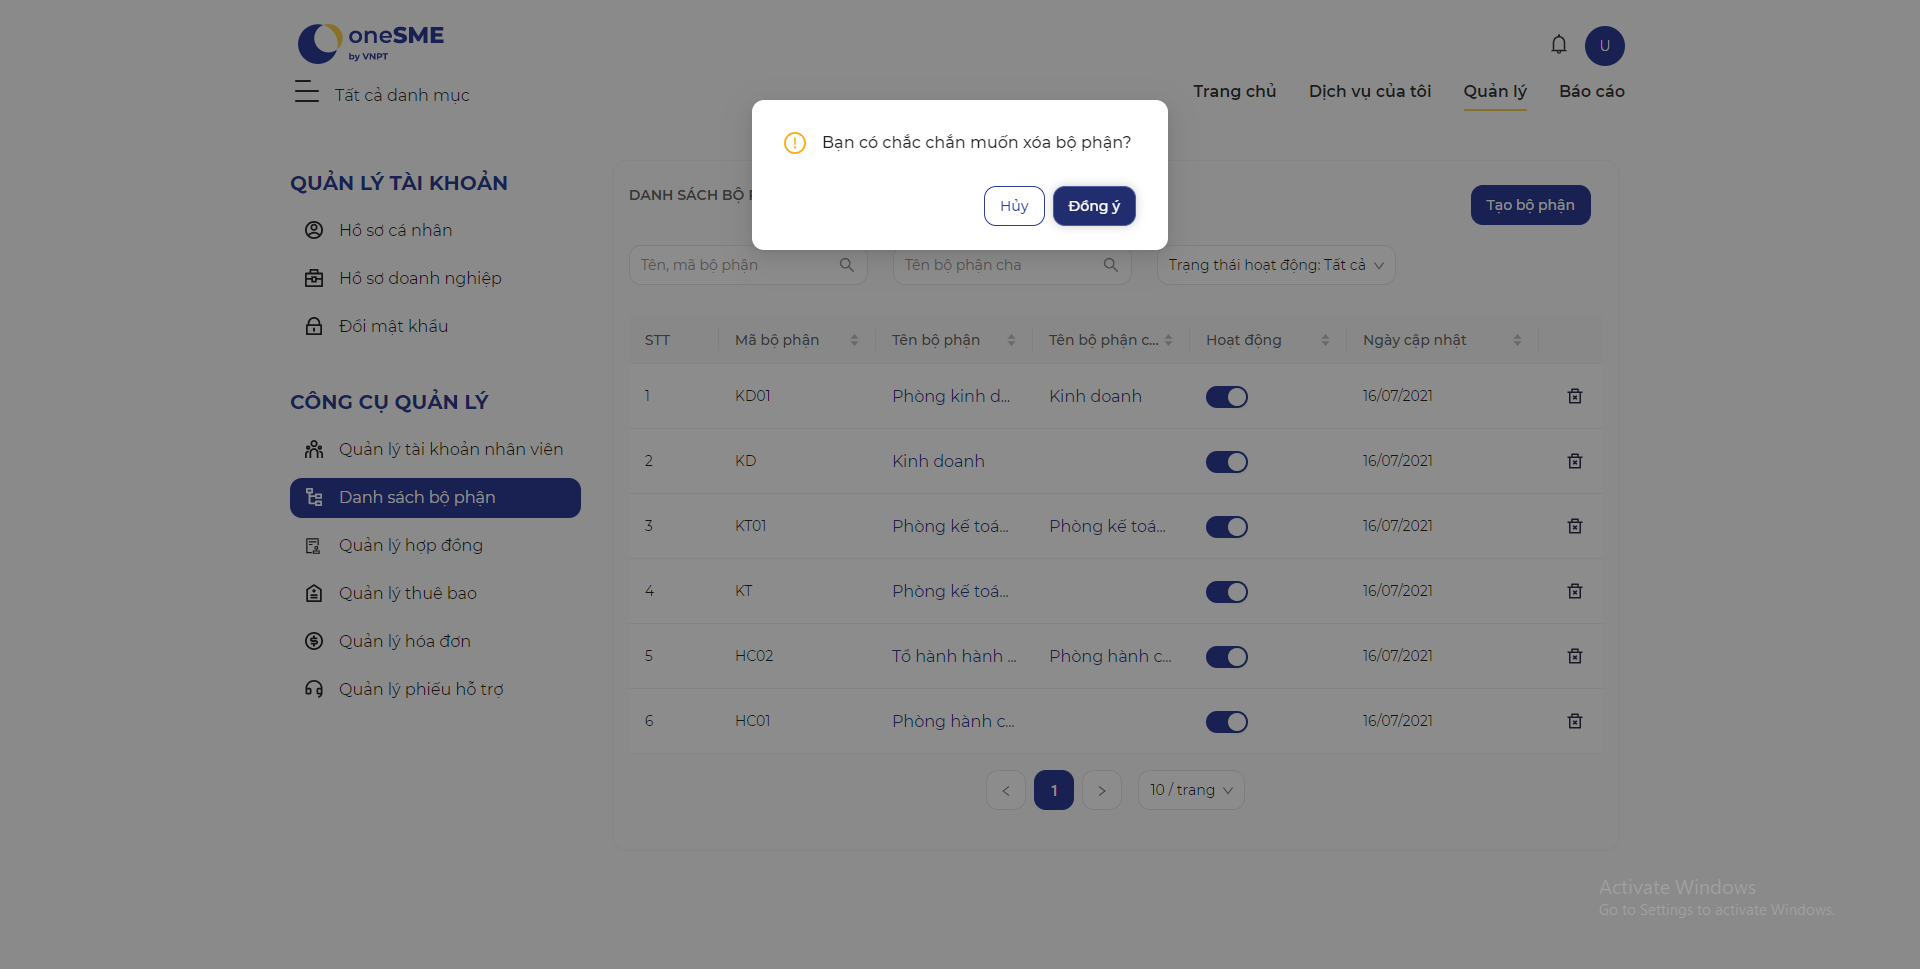 oneSME
by VNPT
U
Tất cả danh mục
Trang chủ
Dịch vụ của tôi
Quản lý
Báo cáo
Bạn có chắc chắn muốn xóa bộ phận?
Hủy
Đồng ý
QUẢN LÝ TÀI KHOẢN
Hồ sơ cá nhân
Hồ sơ doanh nghiệp
Đổi mật khẩu
CÔNG CỤ QUẢN LÝ
Quản lý tài khoản nhân viên
Danh sách bộ phận
Quản lý hợp đồng
Quản lý thuê bao
Quản lý hóa đơn
Quản lý phiếu hỗ trợ
DANH SÁCH BỘ
Tạo bộ phận
Tên, mã bộ phận
Tên bộ phận cha
Trạng thái hoạt động: Tất cả
STT Mã bộ phận Tên bộ phận Tên bộ phận c... Hoạt động Ngày cập nhật
1 KD01 Phòng kinh d... Kinh doanh 16/07/2021
2 KD Kinh doanh 16/07/2021
3 KT01 Phòng kế toá... Phòng kế toá... 16/07/2021
4 KT Phòng kế toá... 16/07/2021
5 HC02 Tổ hành hành ... Phòng hành c... 16/07/2021
6 HC01 Phòng hành c... 16/07/2021
< 1 > 10 / trang
Activate Windows
Go to Settings to activate Windows.